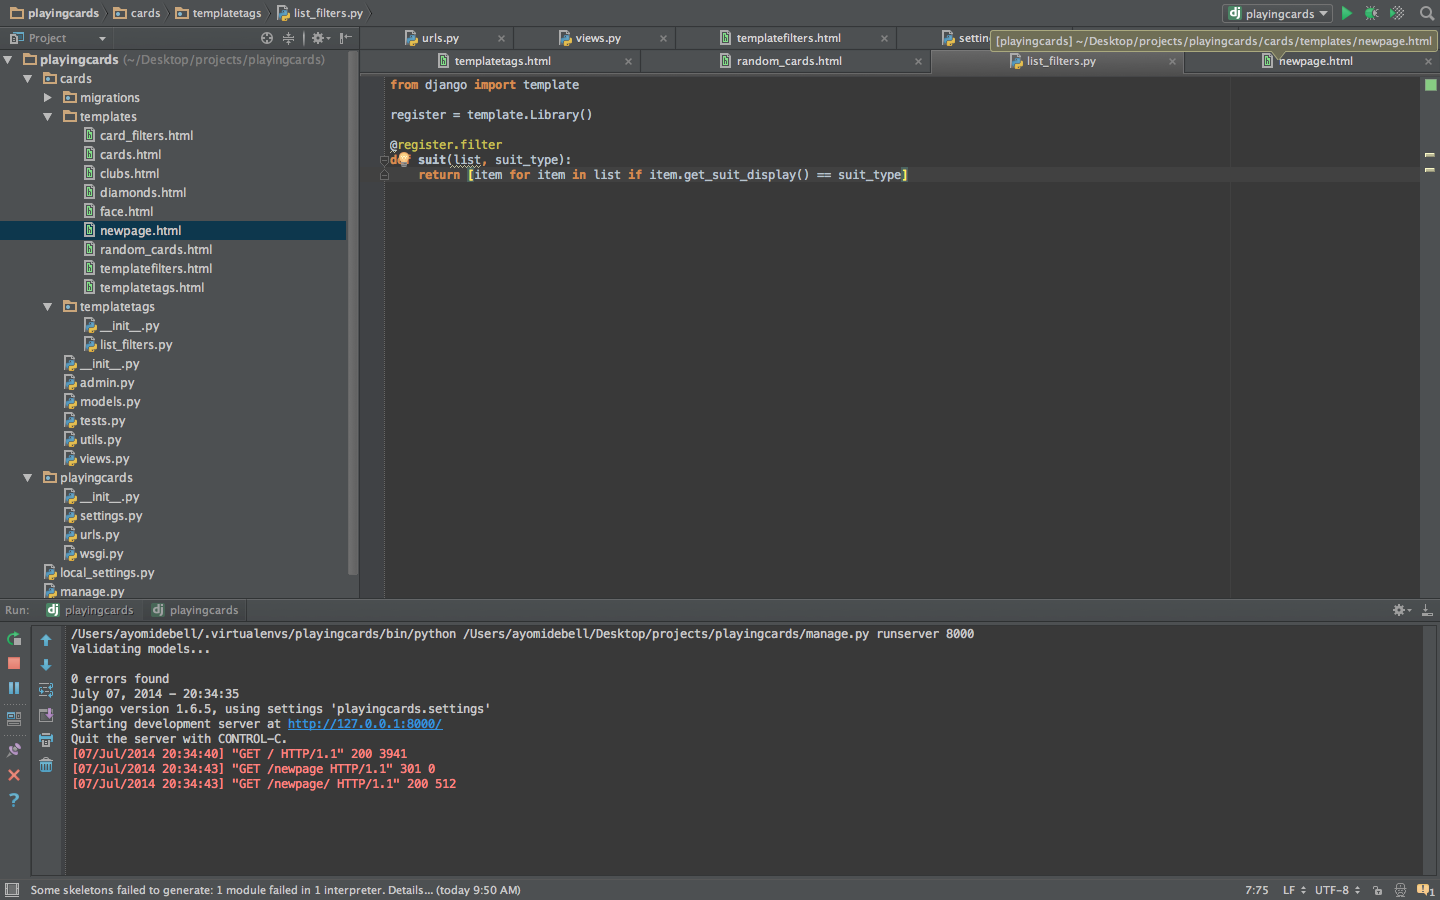 playingcards cards templatetags list_filters.py playingcards
Project urls.py views.py templatefilters.html settin
[playingcards] ~/Desktop/projects/playingcards/cards/templates/newpage.html
templatetags.html random_cards.html list_filters.py newpage.html
playingcards (~/Desktop/projects/playingcards)
cards
migrations
templates
card_filters.html
cards.html
clubs.html
diamonds.html
face.html
newpage.html
random_cards.html
templatefilters.html
templatetags.html
templatetags
__init__.py
list_filters.py
__init__.py
admin.py
models.py
tests.py
utils.py
views.py
playingcards
__init__.py
settings.py
urls.py
wsgi.py
local_settings.py
manage.py
from django import template
register = template.Library()
@register.filter
def suit(list, suit_type):
return [item for item in list if item.get_suit_display() == suit_type]
Run: playingcards playingcards
/Users/ayomidebell/.virtualenvs/playingcards/bin/python /Users/ayomidebell/Desktop/projects/playingcards/manage.py runserver 8000
Validating models...
0 errors found
July 07, 2014 - 20:34:35
Django version 1.6.5, using settings 'playingcards.settings'
Starting development server at http://127.0.0.1:8000/
Quit the server with CONTROL-C.
[07/Jul/2014 20:34:40] "GET / HTTP/1.1" 200 3941
[07/Jul/2014 20:34:43] "GET /newpage HTTP/1.1" 301 0
[07/Jul/2014 20:34:43] "GET /newpage/ HTTP/1.1" 200 512
Some skeletons failed to generate: 1 module failed in 1 interpreter. Details... (today 9:50 AM) 7:75 LF UTF-8 1